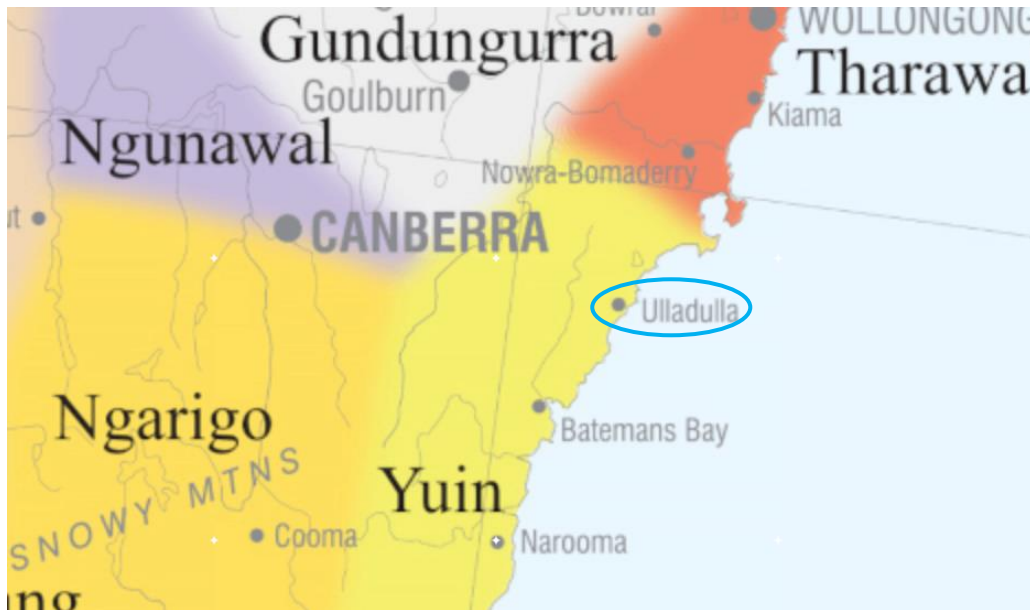 WOLLONGONG
Gundungurra
Tharawa
Goulburn
Kiama
Ngunawal
Nowra-Bomaderry
CANBERRA
Ulladulla
Ngarigo
Batemans Bay
Yuin
SNOWY MTNS
Cooma
Narooma